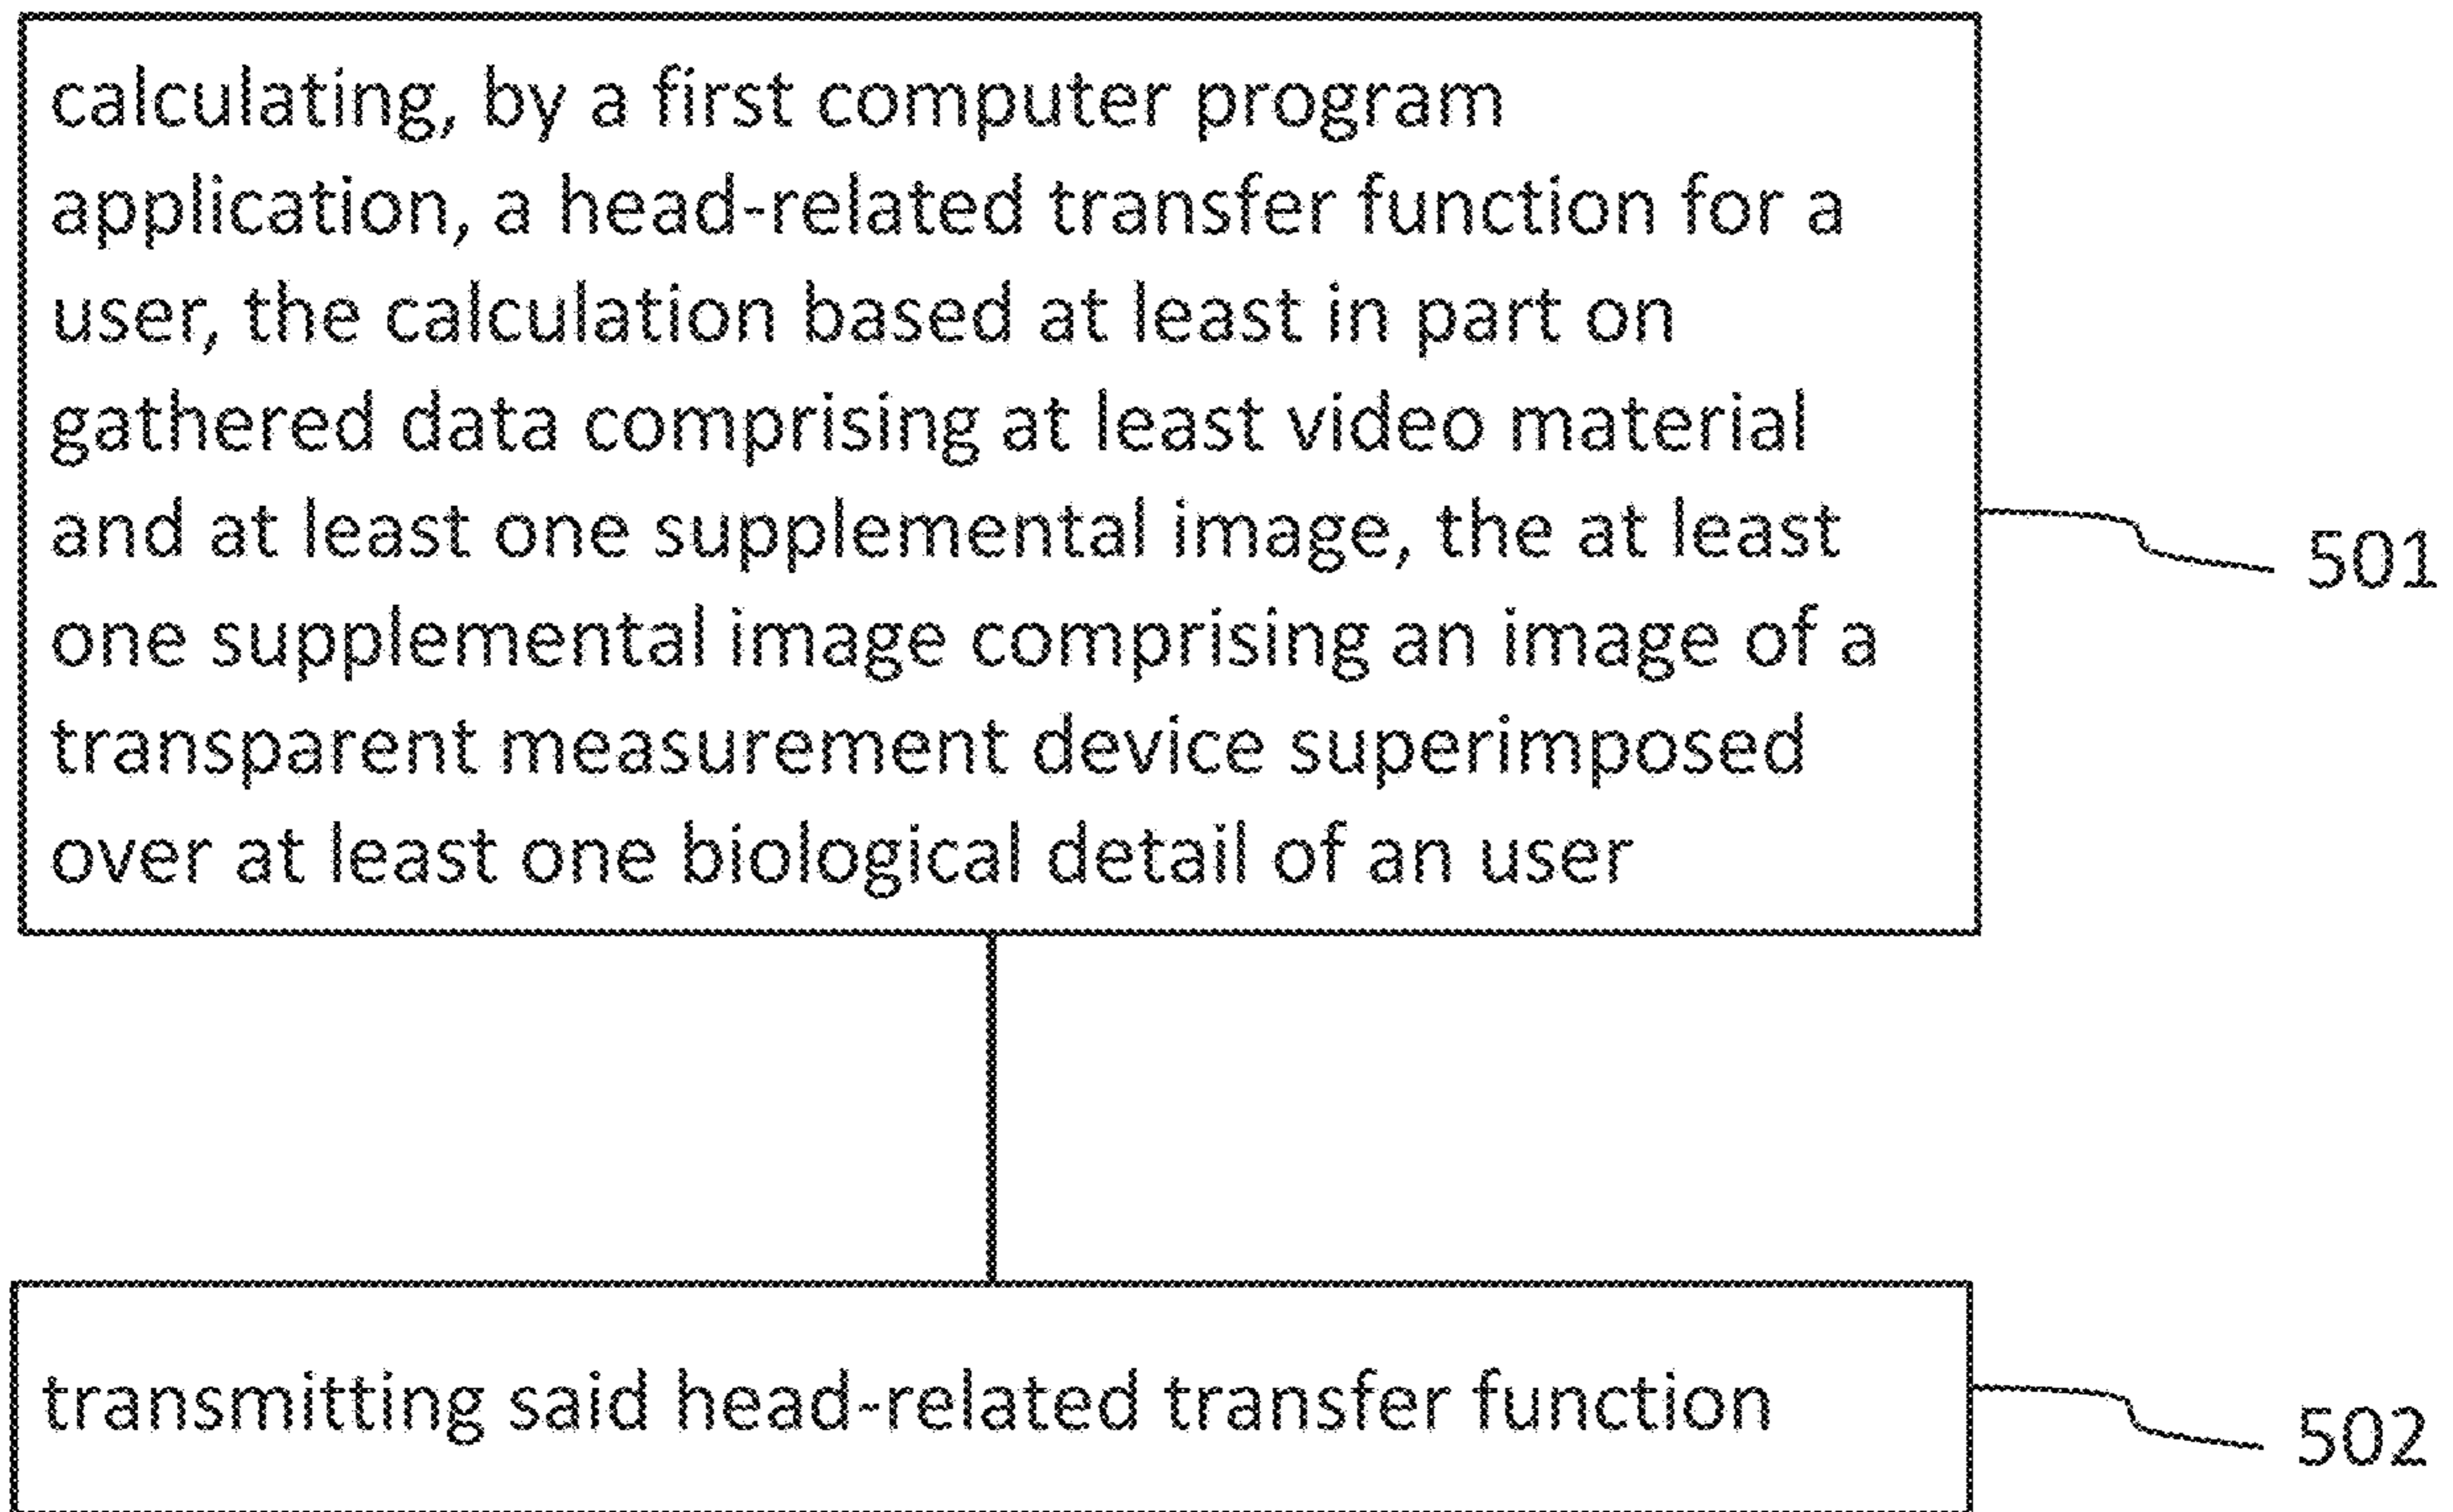 calculating, by a first computer program
application, a head-related transfer function for a
user, the calculation based at least in part on
gathered data comprising at least video material
and at least one supplemental image, the at least
one supplemental image comprising an image of a
transparent measurement device superimposed
over at least one biological detail of an user
501
transmitting said head-related transfer function
502